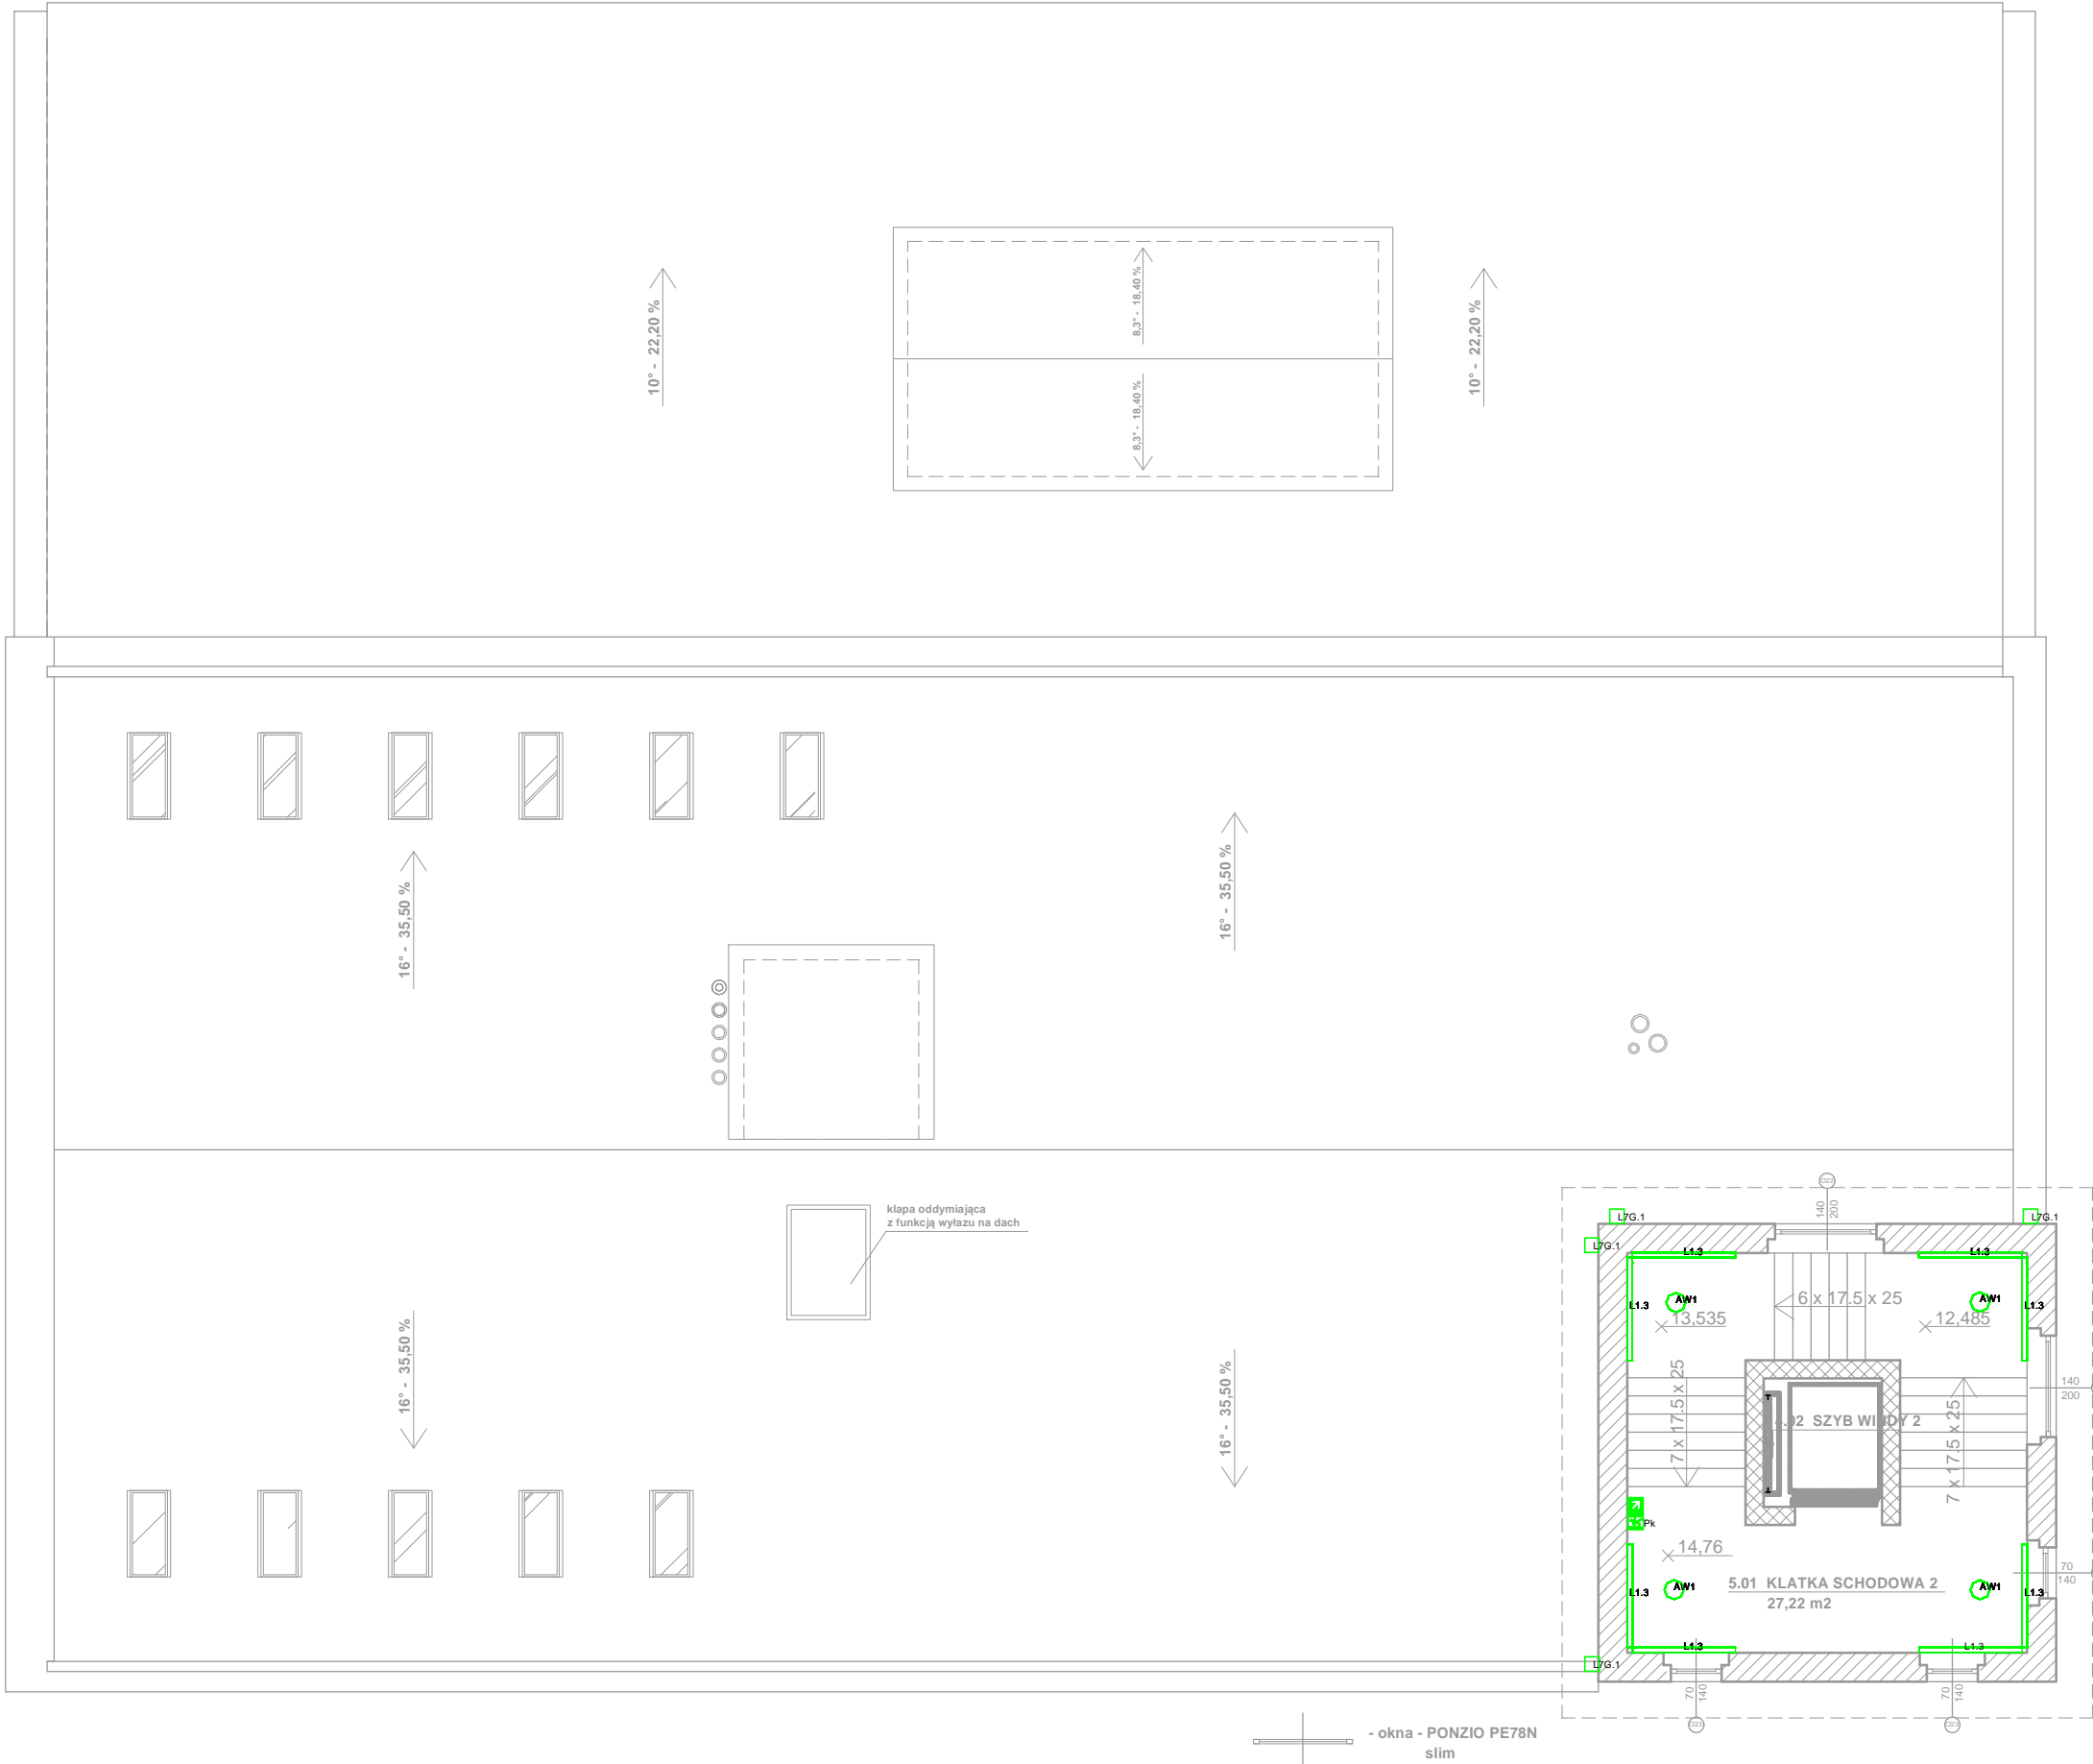 10° - 22,20 %
8,3° - 18,40 %
8,3° - 18,40 %
10° - 22,20 %
16° - 35,50 %
16° - 35,50 %
klapa oddymiająca
z funkcją wyłazu na dach
16° - 35,50 %
16° - 35,50 %
O22
140
200
L7G.1
L7G.1
L7G.1
L1.3
L1.3
AW1
AW1
L1.3
L1.3
6 x 17.5 x 25
13,535
12,485
7 x 17.5 x 25
140
200
SZYB WINDY 2
7 x 17.5 x 25
Pk
14,76
70
140
5.01 KLATKA SCHODOWA 2
27,22 m2
AW1
AW1
L1.3
L1.3
L1.3
L1.3
L7G.1
70
140
70
140
O23
O23
- okna - PONZIO PE78N
slim